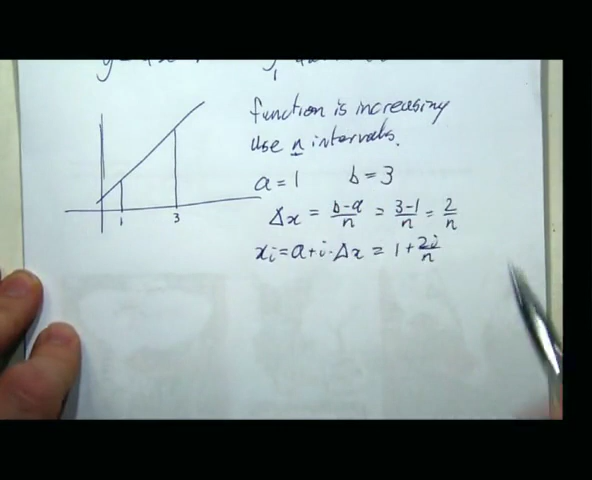 function is increasing
use n intervals.
a = 1 b = 3
Δx = b-a/n = 3-1/n = 2/n
xi = a + i · Δx = 1 + 2i/n
1 3